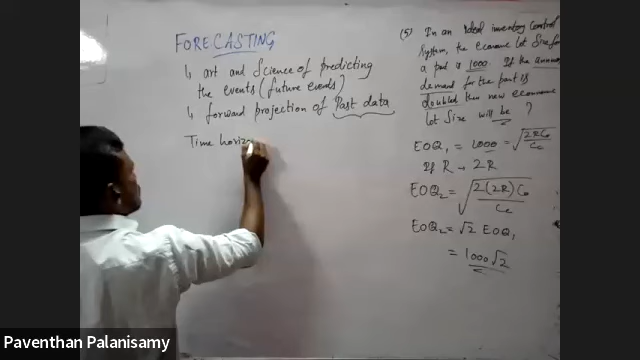 FORECASTING
↳ art and Science of predicting
the events (future events)
↳ forward projection of Past data
Time horizo
(5) In an ideal inventory control
System, the economic lot Size for
a part is 1000. If the annual
demand for the part is
doubled then new economic
lot Size will be ?
EOQ₁ = 1000 = √(2RC₀/Cc)
If R → 2R
EOQ₂ = √(2(2R)C₀/Cc)
EOQ₂ = √2 EOQ₁
= 1000√2
Paventhan Palanisamy